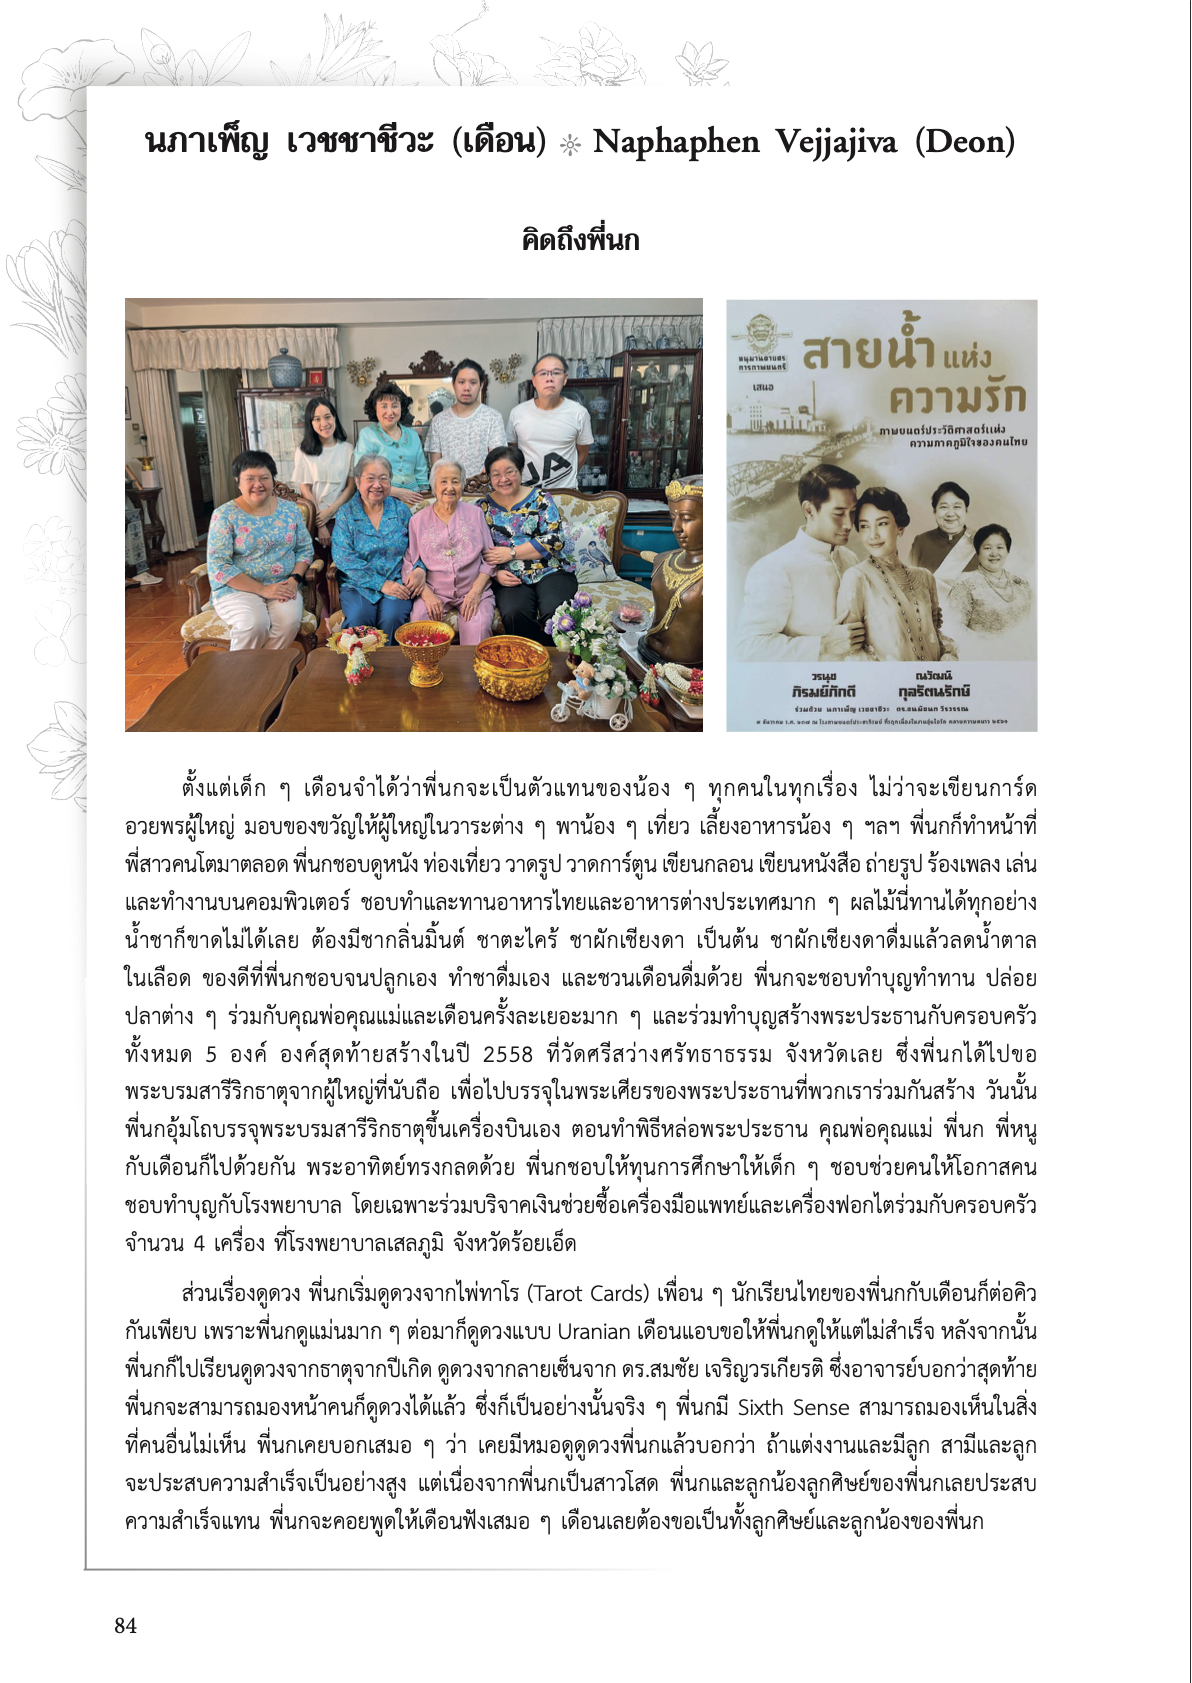 นภาเพ็ญ เวชชาชีวะ (เดือน) ❊ Naphaphen Vejjajiva (Deon)
คิดถึงพี่นก
หนุมานสายตรง
การภาพยนตร์
เสนอ
สายน้ำแห่ง
ความรัก
ภาพยนตร์ประวัติศาสตร์แห่ง
ความภาคภูมิใจของคนไทย
วรนุช
ภิรมย์ภักดี
ณวัฒน์
กุลรัตนรักษ์
ร่วมด้วย นภาเพ็ญ เวชชาชีวะ ดร.
ตั้งแต่เด็ก ๆ เดือนจำได้ว่าพี่นกจะเป็นตัวแทนของน้อง ๆ ทุกคนในทุกเรื่อง ไม่ว่าจะเขียนการ์ด
อวยพรผู้ใหญ่ มอบของขวัญให้ผู้ใหญ่ในวาระต่าง ๆ พาน้อง ๆ เที่ยว เลี้ยงอาหารน้อง ๆ ฯลฯ พี่นกก็ทำหน้าที่
พี่สาวคนโตมาตลอด พี่นกชอบดูหนัง ท่องเที่ยว วาดรูป วาดการ์ตูน เขียนกลอน เขียนหนังสือ ถ่ายรูป ร้องเพลง เล่น
และทำงานบนคอมพิวเตอร์ ชอบทำและทานอาหารไทยและอาหารต่างประเทศมาก ๆ ผลไม้นี่ทานได้ทุกอย่าง
น้ำชาก็ขาดไม่ได้เลย ต้องมีชากลิ่นมิ้นต์ ชาตะไคร้ ชาผักเชียงดา เป็นต้น ชาผักเชียงดาดื่มแล้วลดน้ำตาล
ในเลือด ของดีที่พี่นกชอบจนปลูกเอง ทำชาดื่มเอง และชวนเดือนดื่มด้วย พี่นกจะชอบทำบุญทำทาน ปล่อย
ปลาต่าง ๆ ร่วมกับคุณพ่อคุณแม่และเดือนครั้งละเยอะมาก ๆ และร่วมทำบุญสร้างพระประธานกับครอบครัว
ทั้งหมด 5 องค์ องค์สุดท้ายสร้างในปี 2558 ที่วัดศรีสว่างศรัทธาธรรม จังหวัดเลย ซึ่งพี่นกได้ไปขอ
พระบรมสารีริกธาตุจากผู้ใหญ่ที่นับถือ เพื่อไปบรรจุในพระเศียรของพระประธานที่พวกเราร่วมกันสร้าง วันนั้น
พี่นกอุ้มโถบรรจุพระบรมสารีริกธาตุขึ้นเครื่องบินเอง ตอนทำพิธีหล่อพระประธาน คุณพ่อคุณแม่ พี่นก พี่หนู
กับเดือนก็ไปด้วยกัน พระอาทิตย์ทรงกลดด้วย พี่นกชอบให้ทุนการศึกษาให้เด็ก ๆ ชอบช่วยคนให้โอกาสคน
ชอบทำบุญกับโรงพยาบาล โดยเฉพาะร่วมบริจาคเงินช่วยซื้อเครื่องมือแพทย์และเครื่องฟอกไตร่วมกับครอบครัว
จำนวน 4 เครื่อง ที่โรงพยาบาลเสลภูมิ จังหวัดร้อยเอ็ด
ส่วนเรื่องดูดวง พี่นกเริ่มดูดวงจากไพ่ทาโร (Tarot Cards) เพื่อน ๆ นักเรียนไทยของพี่นกกับเดือนก็ต่อคิว
กันเพียบ เพราะพี่นกดูแม่นมาก ๆ ต่อมาก็ดูดวงแบบ Uranian เดือนแอบขอให้พี่นกดูให้แต่ไม่สำเร็จ หลังจากนั้น
พี่นกก็ไปเรียนดูดวงจากธาตุจากปีเกิด ดูดวงจากลายเซ็นจาก ดร.สมชัย เจริญวรเกียรติ ซึ่งอาจารย์บอกว่าสุดท้าย
พี่นกจะสามารถมองหน้าคนก็ดูดวงได้แล้ว ซึ่งก็เป็นอย่างนั้นจริง ๆ พี่นกมี Sixth Sense สามารถมองเห็นในสิ่ง
ที่คนอื่นไม่เห็น พี่นกเคยบอกเสมอ ๆ ว่า เคยมีหมอดูดูดวงพี่นกแล้วบอกว่า ถ้าแต่งงานและมีลูก สามีและลูก
จะประสบความสำเร็จเป็นอย่างสูง แต่เนื่องจากพี่นกเป็นสาวโสด พี่นกและลูกน้องลูกศิษย์ของพี่นกเลยประสบ
ความสำเร็จแทน พี่นกจะคอยพูดให้เดือนฟังเสมอ ๆ เดือนเลยต้องขอเป็นทั้งลูกศิษย์และลูกน้องของพี่นก
84